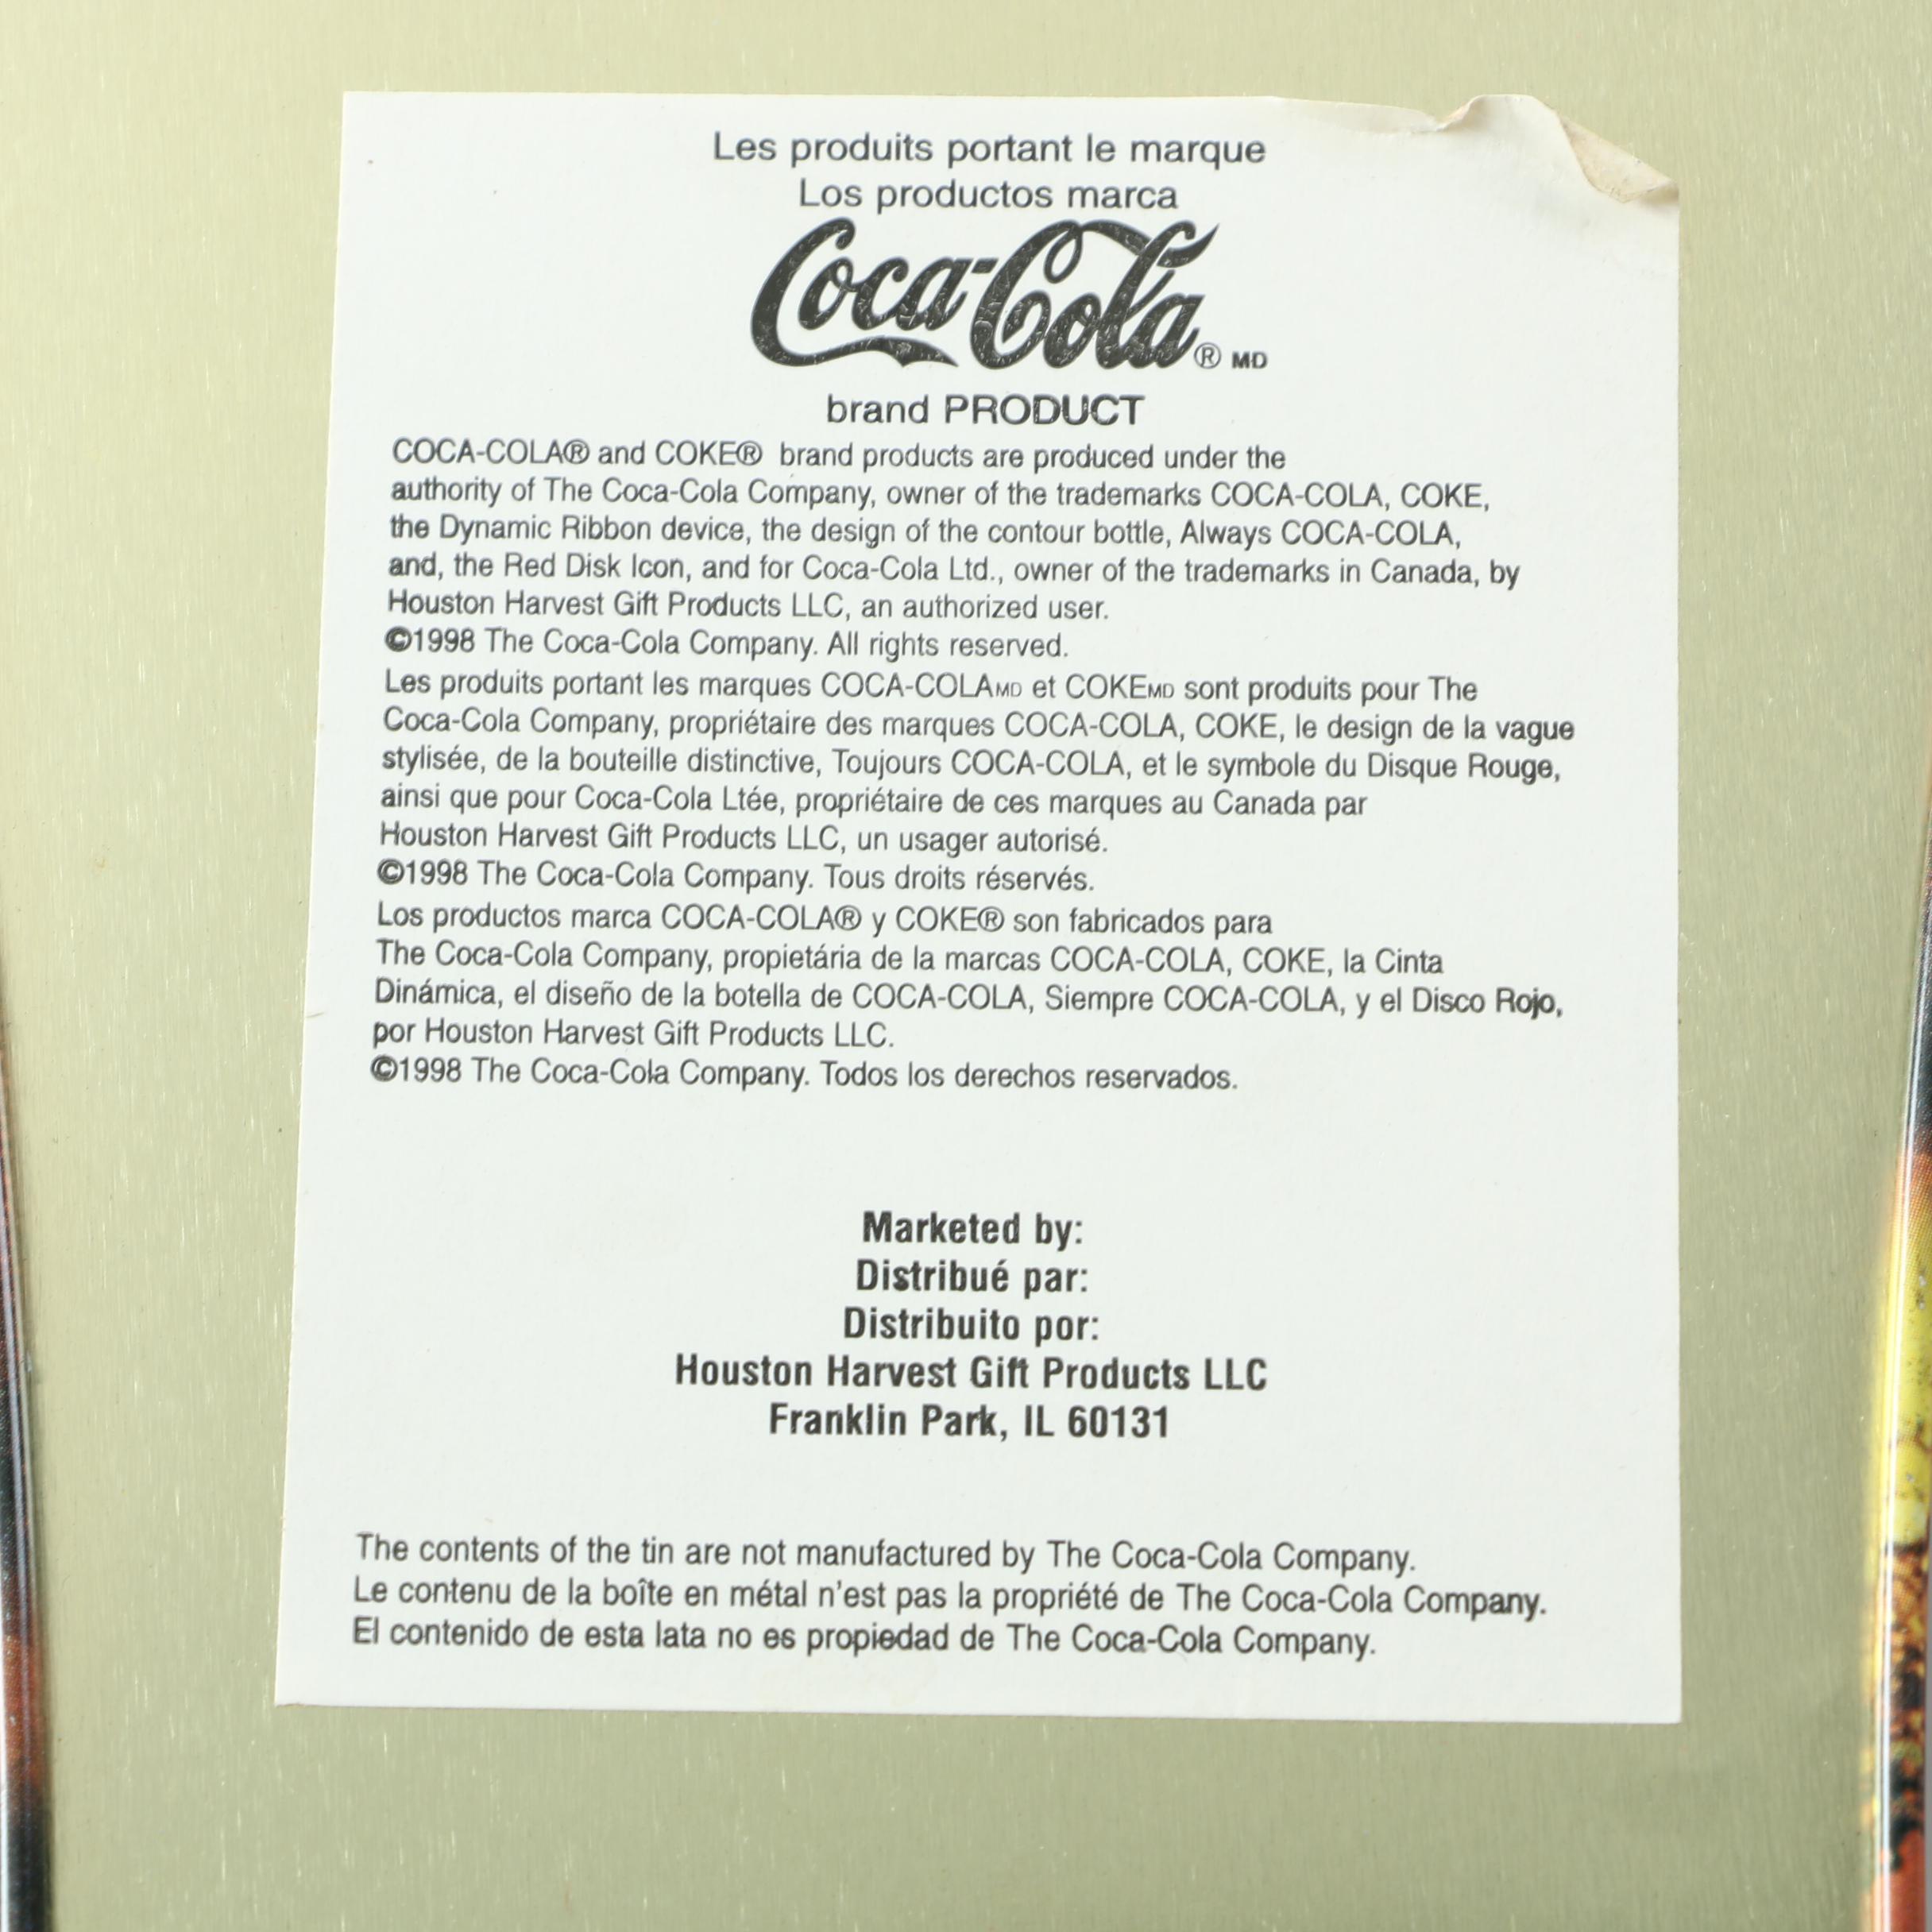 Les produits portant le marque
Los productos marca
Coca-Cola® MD
brand PRODUCT
COCA-COLA® and COKE® brand products are produced under the
authority of The Coca-Cola Company, owner of the trademarks COCA-COLA, COKE,
the Dynamic Ribbon device, the design of the contour bottle, Always COCA-COLA,
and, the Red Disk Icon, and for Coca-Cola Ltd., owner of the trademarks in Canada, by
Houston Harvest Gift Products LLC, an authorized user.
©1998 The Coca-Cola Company. All rights reserved.
Les produits portant les marques COCA-COLAMD et COKEMD sont produits pour The
Coca-Cola Company, propriétaire des marques COCA-COLA, COKE, le design de la vague
stylisée, de la bouteille distinctive, Toujours COCA-COLA, et le symbole du Disque Rouge,
ainsi que pour Coca-Cola Ltée, propriétaire de ces marques au Canada par
Houston Harvest Gift Products LLC, un usager autorisé.
©1998 The Coca-Cola Company. Tous droits réservés.
Los productos marca COCA-COLA® y COKE® son fabricados para
The Coca-Cola Company, propietária de la marcas COCA-COLA, COKE, la Cinta
Dinámica, el diseño de la botella de COCA-COLA, Siempre COCA-COLA, y el Disco Rojo,
por Houston Harvest Gift Products LLC.
©1998 The Coca-Cola Company. Todos los derechos reservados.
Marketed by:
Distribué par:
Distribuito por:
Houston Harvest Gift Products LLC
Franklin Park, IL 60131
The contents of the tin are not manufactured by The Coca-Cola Company.
Le contenu de la boîte en métal n'est pas la propriété de The Coca-Cola Company.
El contenido de esta lata no es propiedad de The Coca-Cola Company.